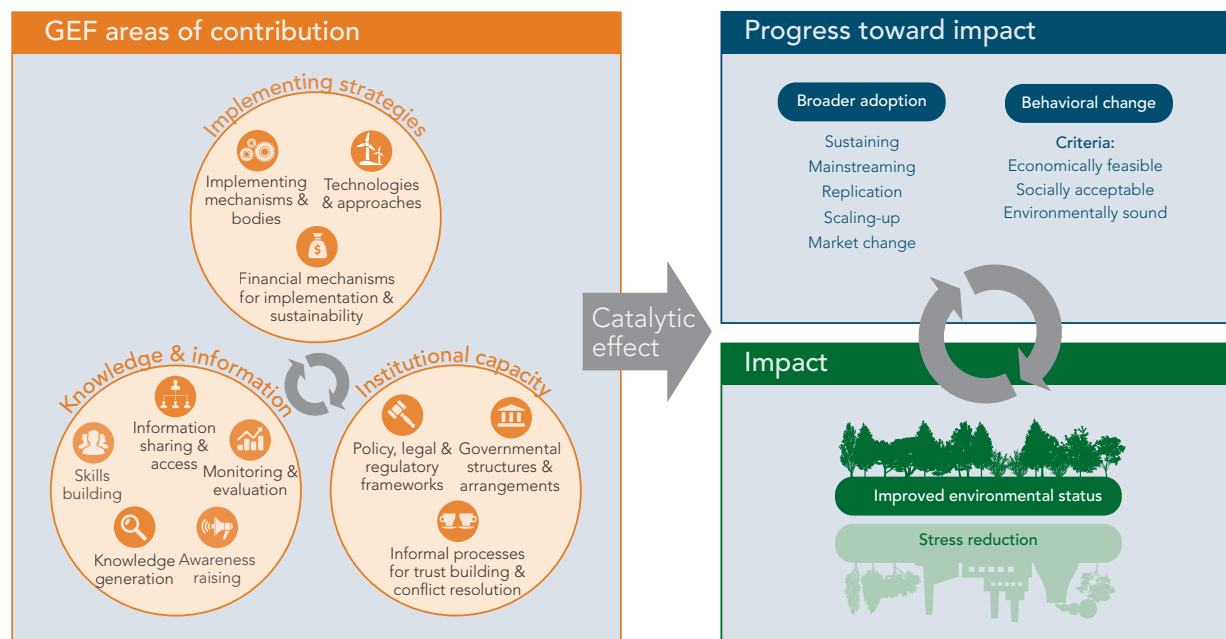 GEF areas of contribution
Implementing strategies
Implementing
mechanisms &
bodies
Technologies
& approaches
$
Financial mechanisms
for implementation &
sustainability
Knowledge & information
Information
sharing &
access
Skills
building
Monitoring &
evaluation
Knowledge
generation
Awareness
raising
Institutional capacity
Policy, legal &
regulatory
frameworks
Governmental
structures &
arrangements
Informal processes
for trust building &
conflict resolution
Catalytic
effect
Progress toward impact
Broader adoption
Sustaining
Mainstreaming
Replication
Scaling-up
Market change
Behavioral change
Criteria:
Economically feasible
Socially acceptable
Environmentally sound
Impact
Improved environmental status
Stress reduction